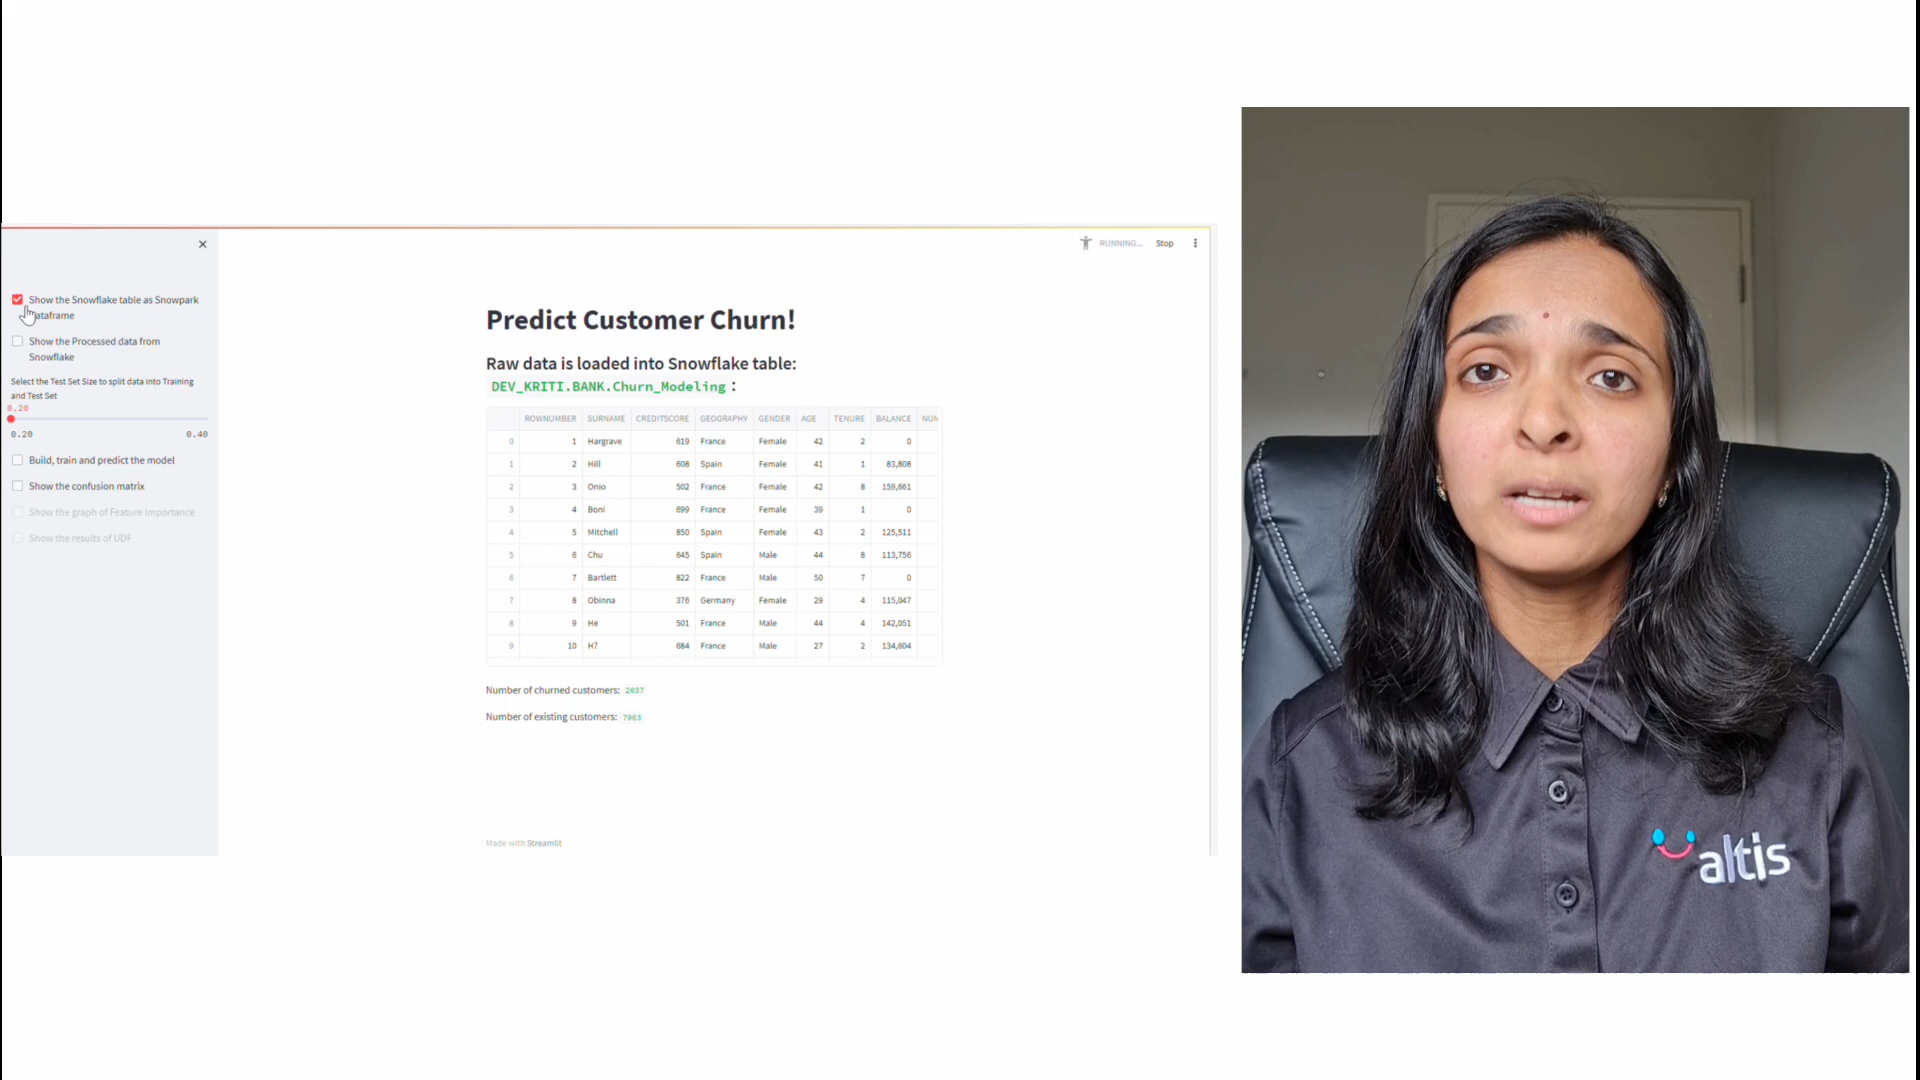 RUNNING...
Stop
Show the Snowflake table as Snowpark
Dataframe
Show the Processed data from
Snowflake
Select the Test Set Size to split data into Training
and Test Set
0.20
0.20 0.40
Build, train and predict the model
Show the confusion matrix
Show the graph of Feature Importance
Show the results of UDF
Predict Customer Churn!
Raw data is loaded into Snowflake table:
DEV_KRITI.BANK.Churn_Modeling :
ROWNUMBER SURNAME CREDITSCORE GEOGRAPHY GENDER AGE TENURE BALANCE NUM
0 1 Hargrave 619 France Female 42 2 0
1 2 Hill 608 Spain Female 41 1 83,808
2 3 Onio 502 France Female 42 8 159,661
3 4 Boni 699 France Female 39 1 0
4 5 Mitchell 850 Spain Female 43 2 125,511
5 6 Chu 645 Spain Male 44 8 113,756
6 7 Bartlett 822 France Male 50 7 0
7 8 Obinna 376 Germany Female 29 4 115,047
8 9 He 501 France Male 44 4 142,051
9 10 H? 684 France Male 27 2 134,604
Number of churned customers: 2037
Number of existing customers: 7963
Made with Streamlit
altis